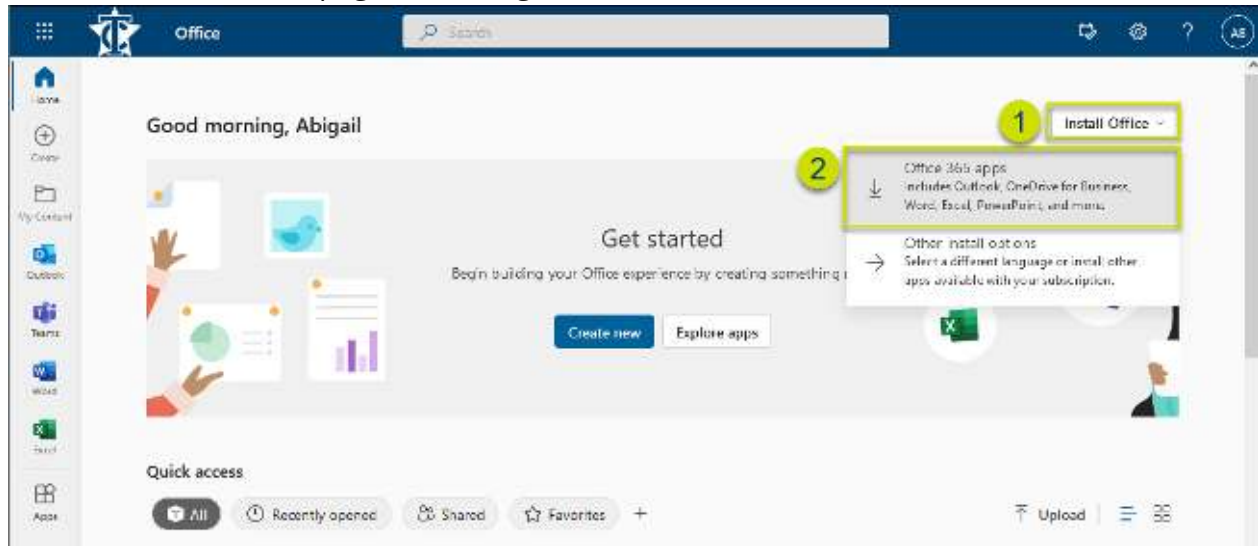 Office
Search
AB
Home
Create
My Content
Outlook
Teams
Word
Excel
Apps
Good morning, Abigail
1
Install Office
2
Office 365 apps
Includes Outlook, OneDrive for Business,
Word, Excel, PowerPoint, and more.
Other install options
Select a different language or install other
apps available with your subscription.
Get started
Begin building your Office experience by creating something
Create new
Explore apps
Quick access
All
Recently opened
Shared
Favorites
Upload